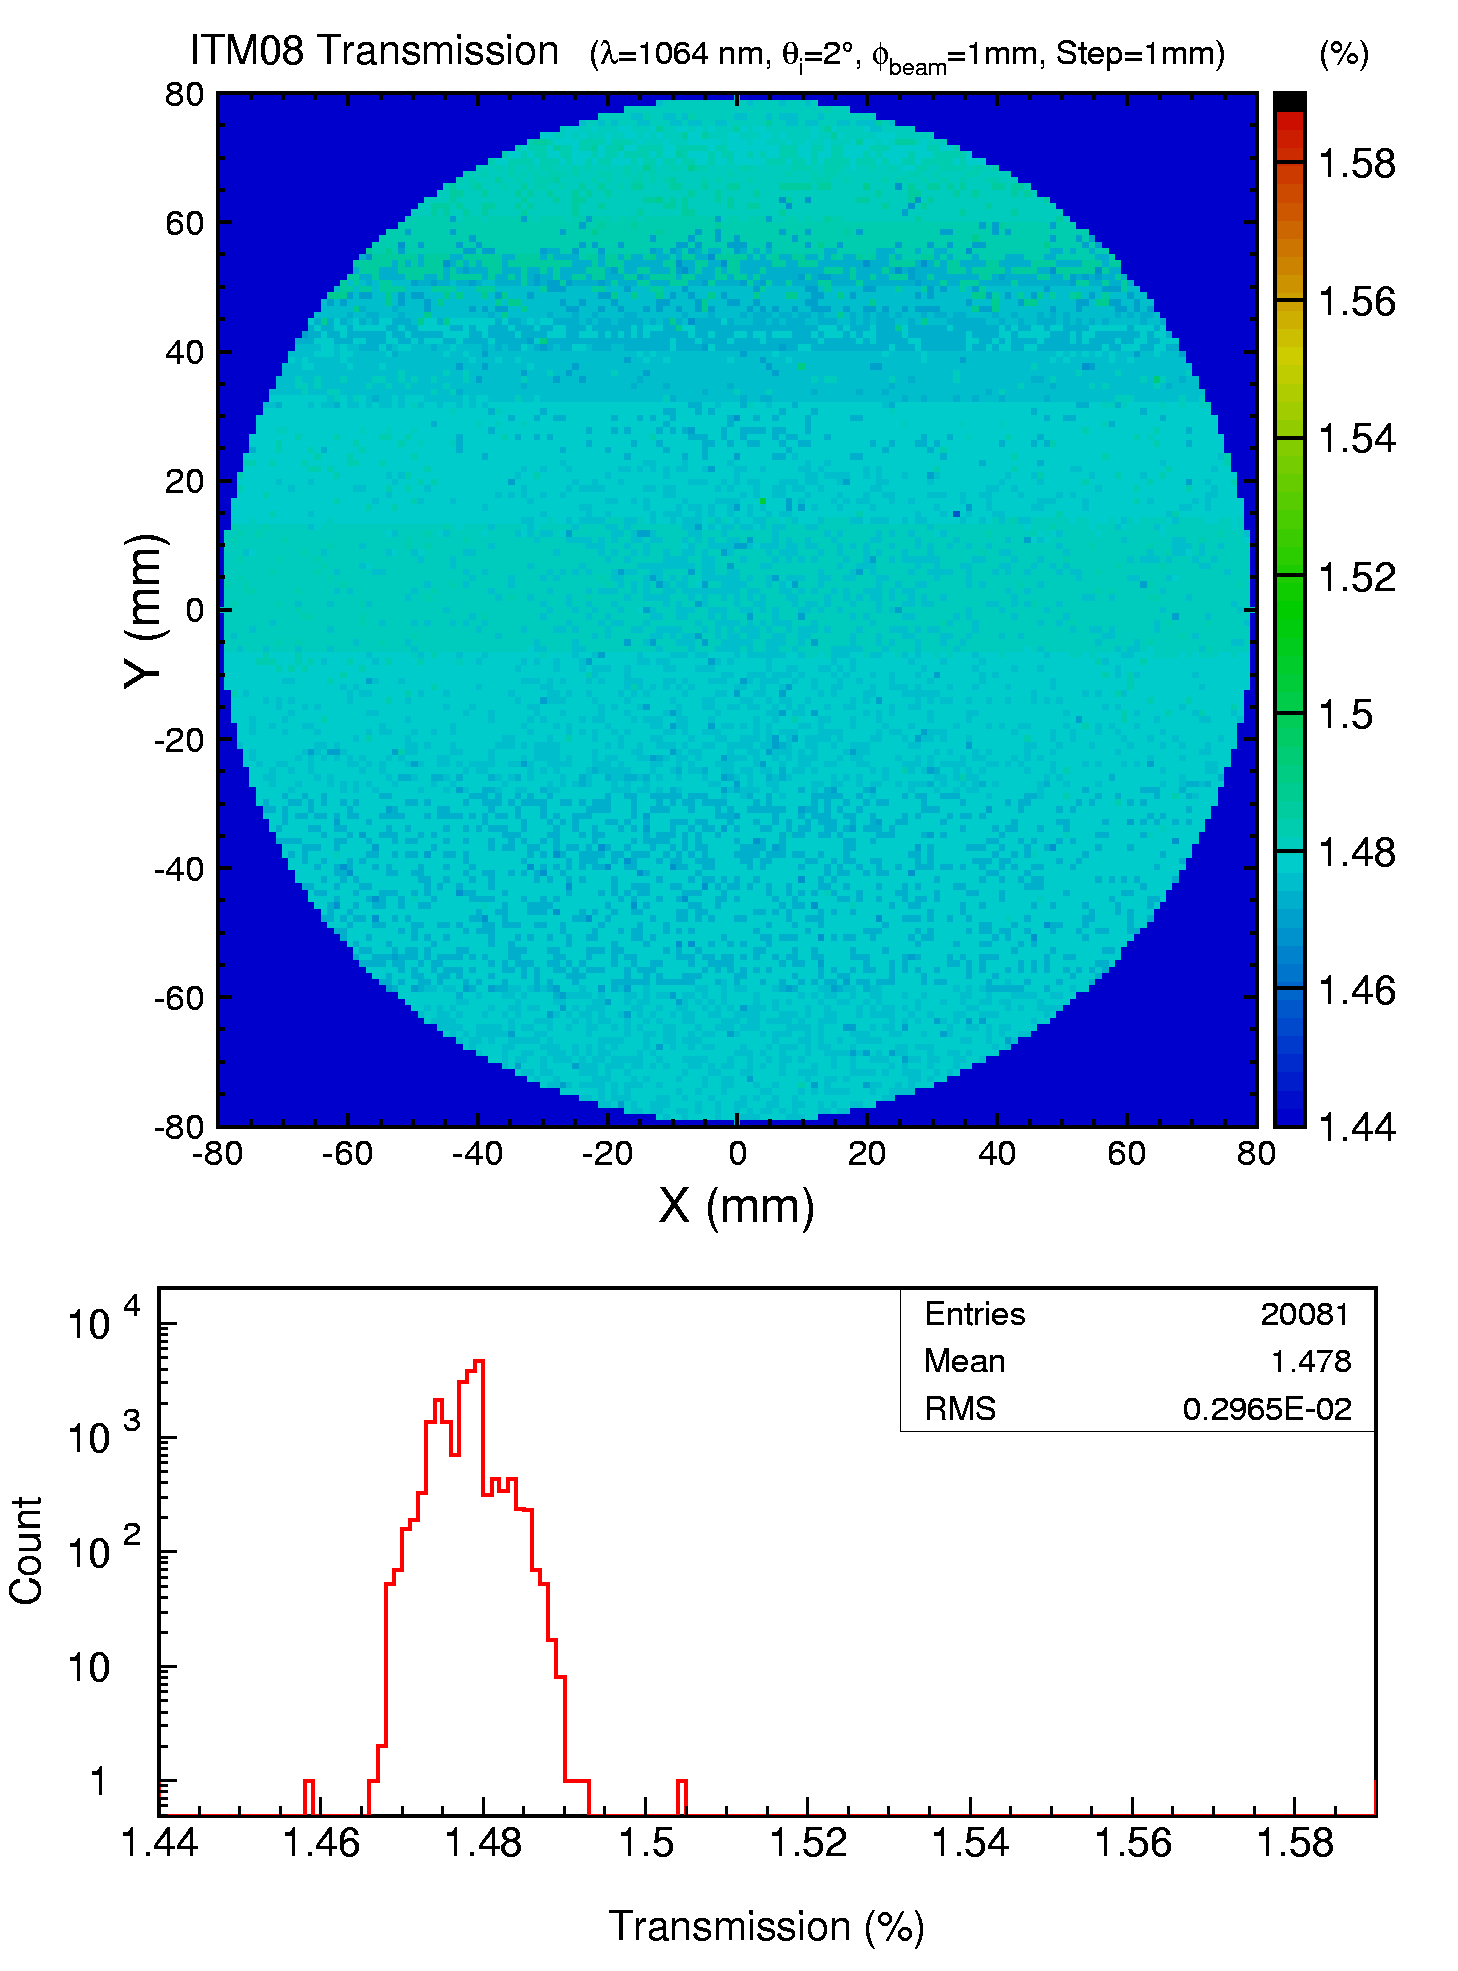 ITM08 Transmission (λ=1064 nm, θi=2°, ϕbeam=1mm, Step=1mm) (%)
80
60
40
20
0
-20
-40
-60
-80
Y (mm)
-80 -60 -40 -20 0 20 40 60 80
X (mm)
1.58
1.56
1.54
1.52
1.5
1.48
1.46
1.44
Entries 20081
Mean 1.478
RMS 0.2965E-02
10 4
10 3
10 2
10
1
Count
1.44 1.46 1.48 1.5 1.52 1.54 1.56 1.58
Transmission (%)